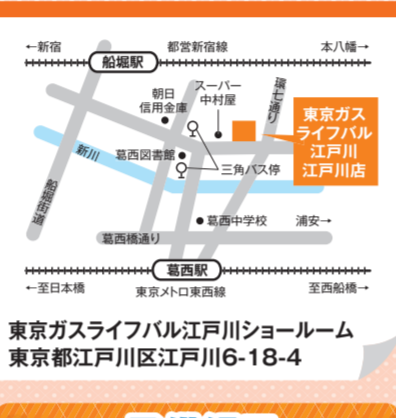 ←新宿
都営新宿線
本八幡→
船堀駅
朝日
信用金庫
スーパー
中村屋
環七通り
東京ガス
ライフバル
江戸川
江戸川店
新川
葛西図書館
三角バス停
船堀街道
葛西中学校
浦安→
葛西橋通り
葛西駅
←至日本橋
東京メトロ東西線
至西船橋→
東京ガスライフバル江戸川ショールーム
東京都江戸川区江戸川6-18-4